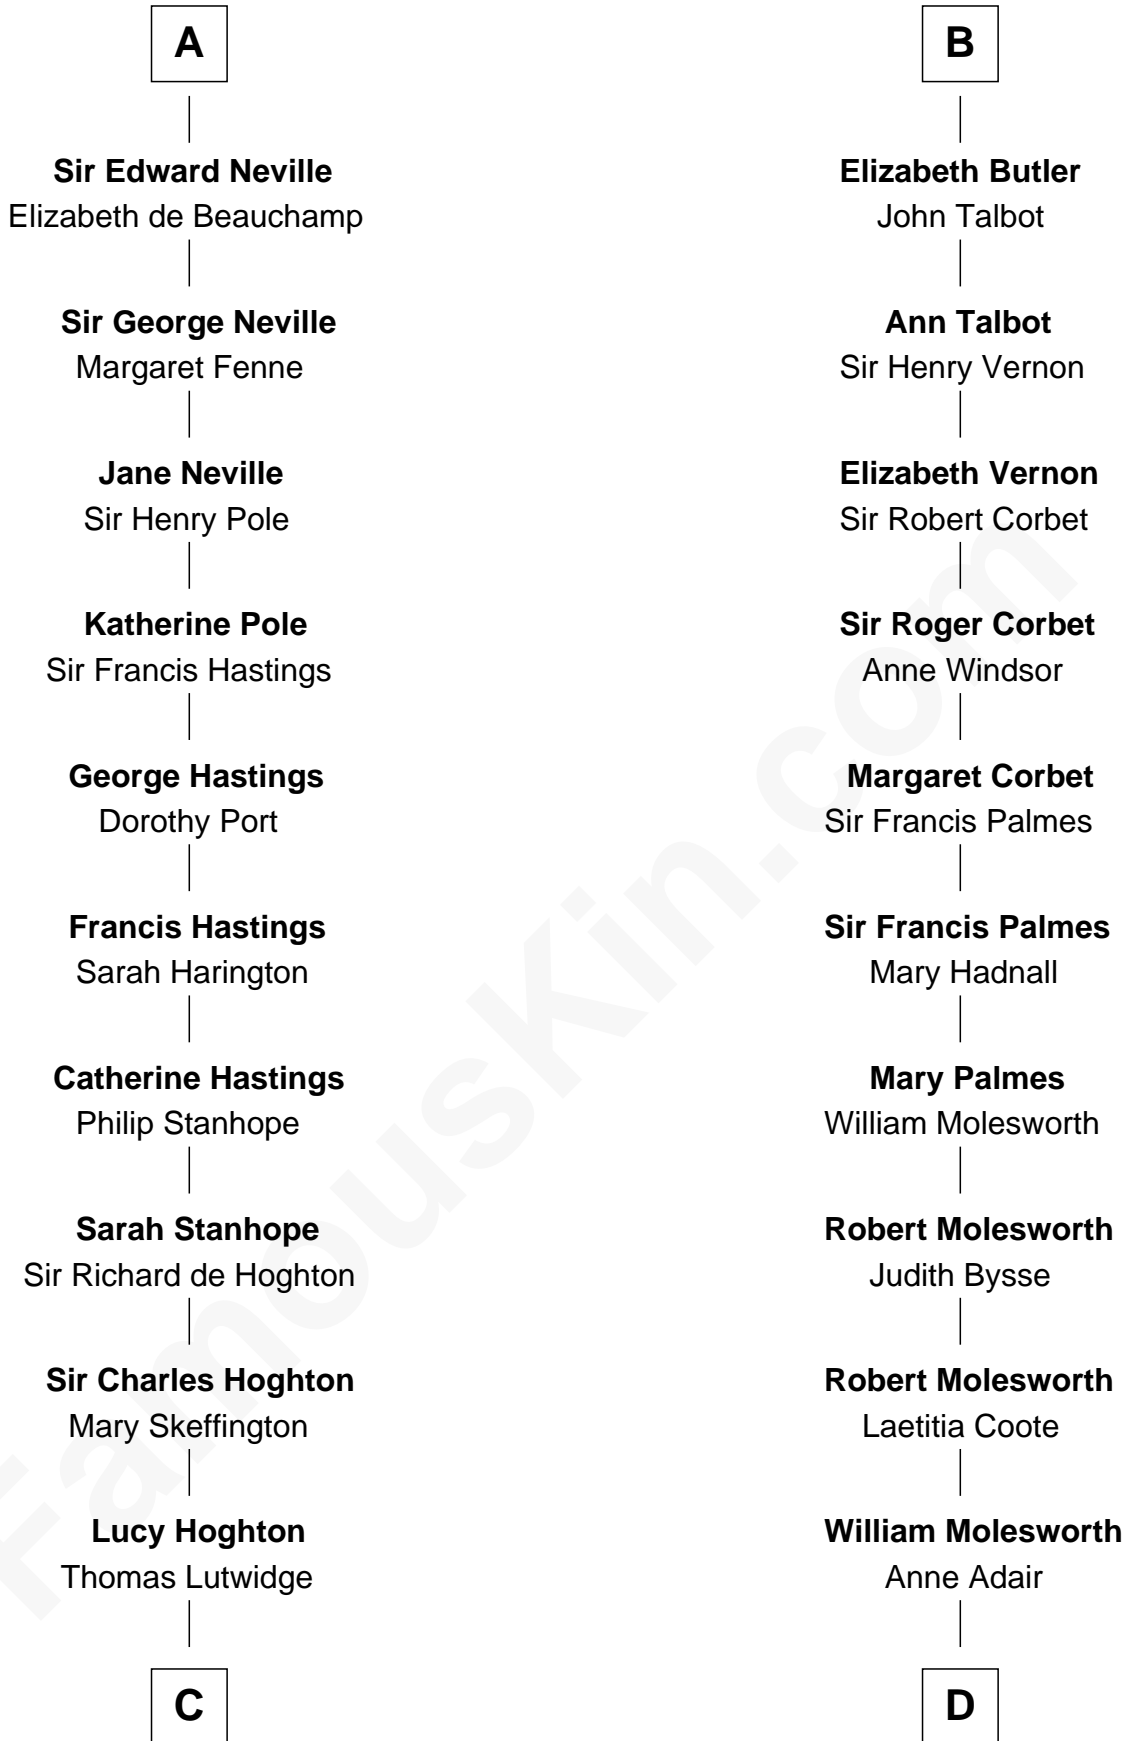 A
Sir Edward Neville
Elizabeth de Beauchamp
Sir George Neville
Margaret Fenne
Jane Neville
Sir Henry Pole
Katherine Pole
Sir Francis Hastings
George Hastings
Dorothy Port
Francis Hastings
Sarah Harington
Catherine Hastings
Philip Stanhope
Sarah Stanhope
Sir Richard de Hoghton
Sir Charles Hoghton
Mary Skeffington
Lucy Hoghton
Thomas Lutwidge
C
B
Elizabeth Butler
John Talbot
Ann Talbot
Sir Henry Vernon
Elizabeth Vernon
Sir Robert Corbet
Sir Roger Corbet
Anne Windsor
Margaret Corbet
Sir Francis Palmes
Sir Francis Palmes
Mary Hadnall
Mary Palmes
William Molesworth
Robert Molesworth
Judith Bysse
Robert Molesworth
Laetitia Coote
William Molesworth
Anne Adair
D
FamousKin.com